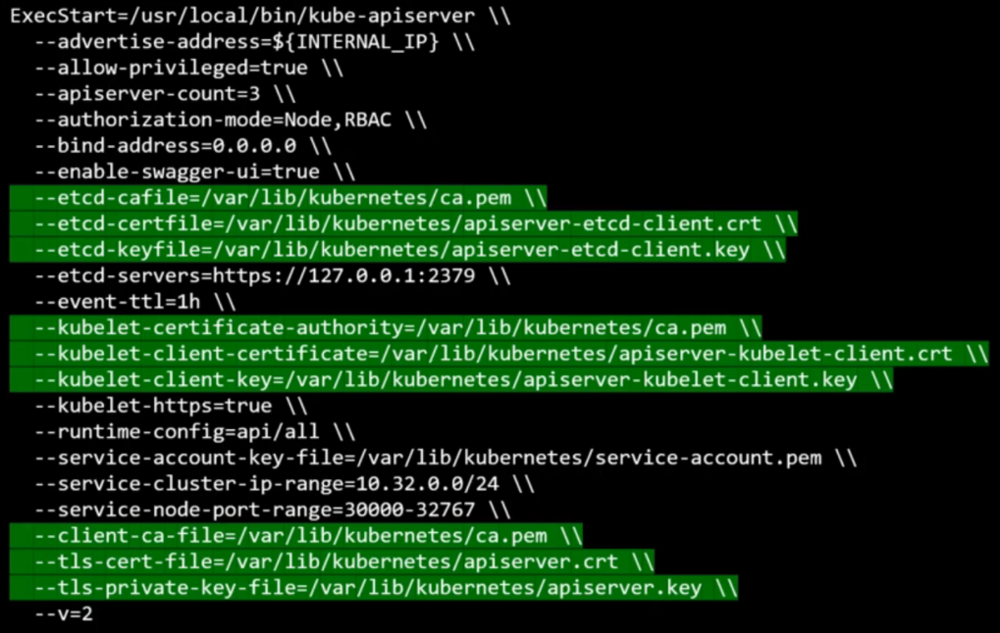 ExecStart=/usr/local/bin/kube-apiserver \\
--advertise-address=${INTERNAL_IP} \\
--allow-privileged=true \\
--apiserver-count=3 \\
--authorization-mode=Node,RBAC \\
--bind-address=0.0.0.0 \\
--enable-swagger-ui=true \\
--etcd-cafile=/var/lib/kubernetes/ca.pem \\
--etcd-certfile=/var/lib/kubernetes/apiserver-etcd-client.crt \\
--etcd-keyfile=/var/lib/kubernetes/apiserver-etcd-client.key \\
--etcd-servers=https://127.0.0.1:2379 \\
--event-ttl=1h \\
--kubelet-certificate-authority=/var/lib/kubernetes/ca.pem \\
--kubelet-client-certificate=/var/lib/kubernetes/apiserver-kubelet-client.crt \\
--kubelet-client-key=/var/lib/kubernetes/apiserver-kubelet-client.key \\
--kubelet-https=true \\
--runtime-config=api/all \\
--service-account-key-file=/var/lib/kubernetes/service-account.pem \\
--service-cluster-ip-range=10.32.0.0/24 \\
--service-node-port-range=30000-32767 \\
--client-ca-file=/var/lib/kubernetes/ca.pem \\
--tls-cert-file=/var/lib/kubernetes/apiserver.crt \\
--tls-private-key-file=/var/lib/kubernetes/apiserver.key \\
--v=2